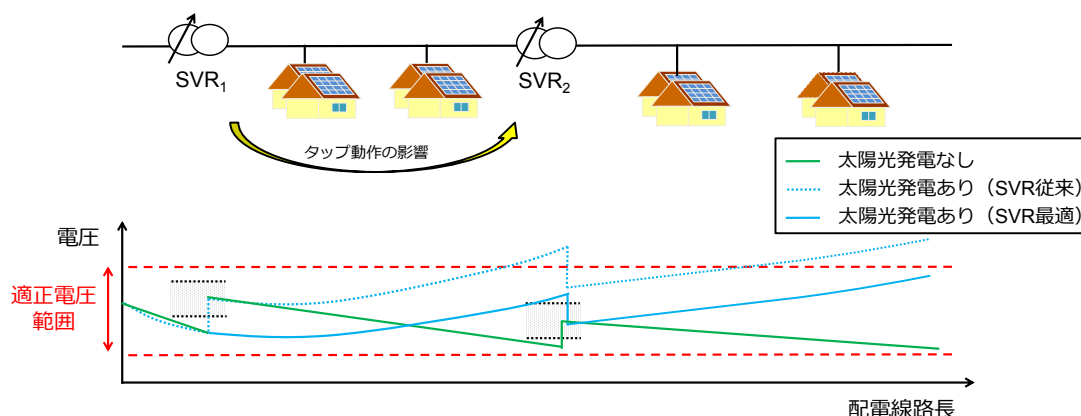 SVR₁
SVR₂
タップ動作の影響
太陽光発電なし
太陽光発電あり（SVR従来）
太陽光発電あり（SVR最適）
電圧
適正電圧
範囲
配電線路長